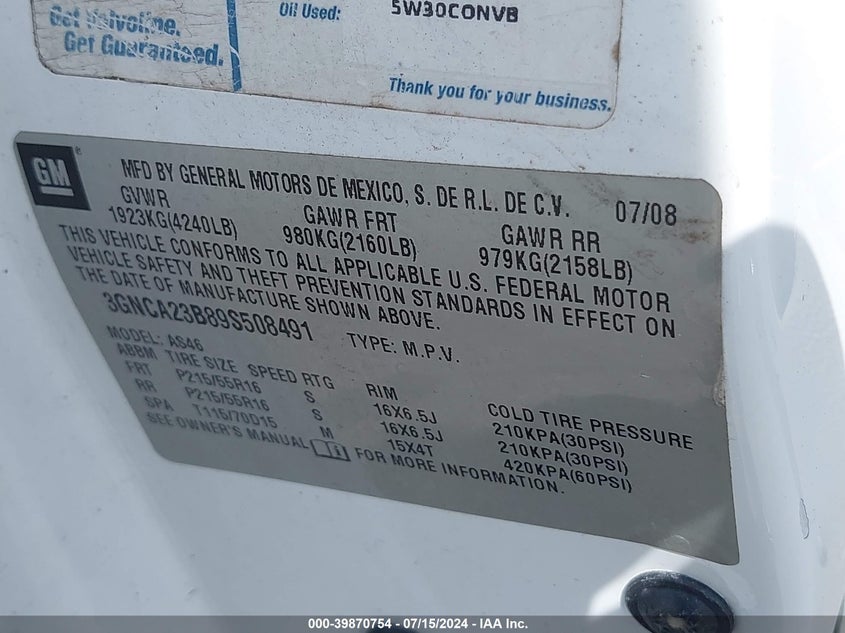 Get Valvoline.
Get Guaranteed.
Oil Used: 5W30CONVB
Thank you for your business.
GM ®
MFD BY GENERAL MOTORS DE MEXICO, S. DE R.L. DE C.V. 07/08
GVWR GAWR FRT GAWR RR
1923KG(4240LB) 980KG(2160LB) 979KG(2158LB)
THIS VEHICLE CONFORMS TO ALL APPLICABLE U.S. FEDERAL MOTOR
VEHICLE SAFETY AND THEFT PREVENTION STANDARDS IN EFFECT ON
THE DATE OF MANUFACTURE SHOWN ABOVE.
3GNCA23B89S508491 TYPE: M.P.V.
MODEL: AS46
ABBM TIRE SIZE SPEED RTG RIM COLD TIRE PRESSURE
FRT P215/55R16 S 16X6.5J 210KPA(30PSI)
RR P215/55R16 S 16X6.5J 210KPA(30PSI)
SPA T115/70D15 M 15X4T 420KPA(60PSI)
SEE OWNER'S MANUAL FOR MORE INFORMATION.
000-39870754 - 07/15/2024 - IAA Inc.